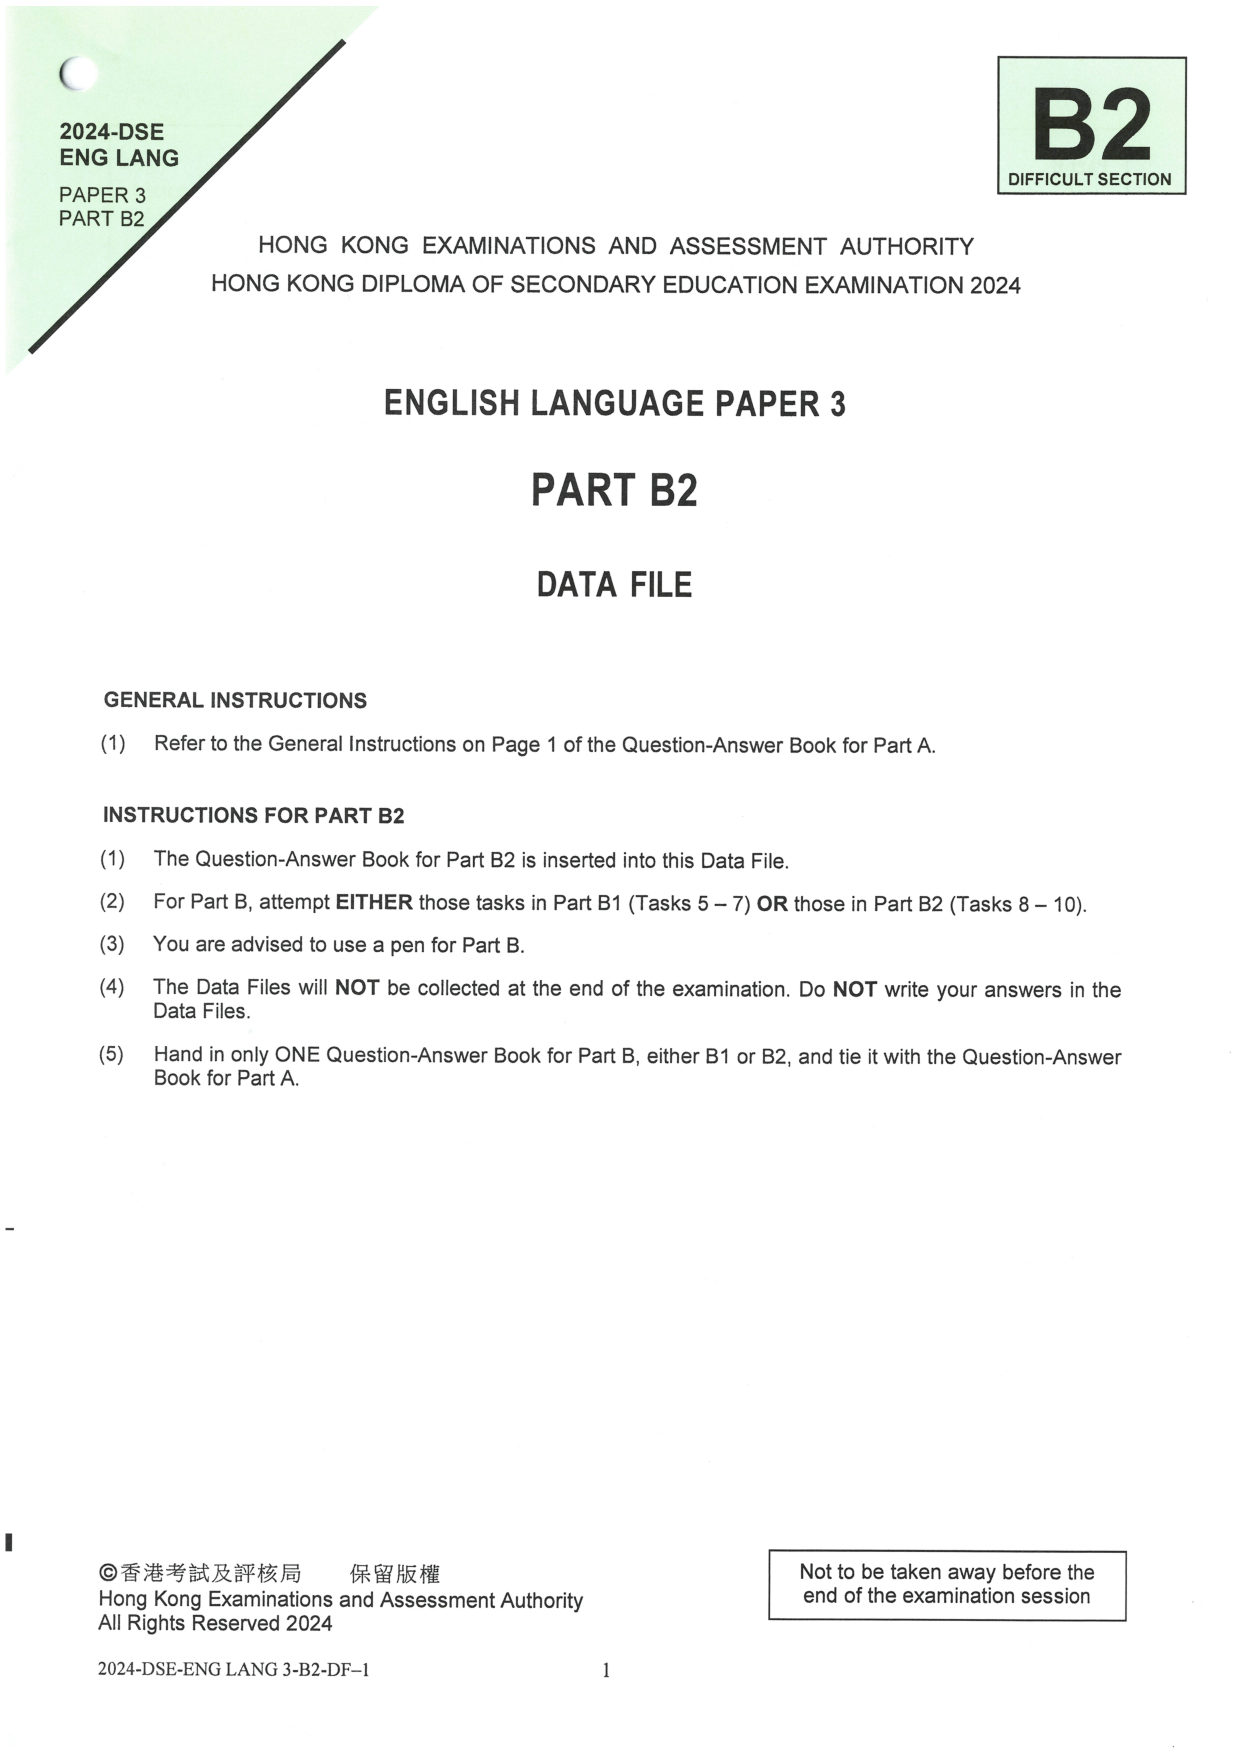 2024-DSE
ENG LANG
PAPER 3
PART B2
B2
DIFFICULT SECTION
HONG KONG EXAMINATIONS AND ASSESSMENT AUTHORITY
HONG KONG DIPLOMA OF SECONDARY EDUCATION EXAMINATION 2024
ENGLISH LANGUAGE PAPER 3
PART B2
DATA FILE
GENERAL INSTRUCTIONS
(1) Refer to the General Instructions on Page 1 of the Question-Answer Book for Part A.
INSTRUCTIONS FOR PART B2
(1) The Question-Answer Book for Part B2 is inserted into this Data File.
(2) For Part B, attempt EITHER those tasks in Part B1 (Tasks 5 – 7) OR those in Part B2 (Tasks 8 – 10).
(3) You are advised to use a pen for Part B.
(4) The Data Files will NOT be collected at the end of the examination. Do NOT write your answers in the
Data Files.
(5) Hand in only ONE Question-Answer Book for Part B, either B1 or B2, and tie it with the Question-Answer
Book for Part A.
©香港考試及評核局 保留版權
Hong Kong Examinations and Assessment Authority
All Rights Reserved 2024
Not to be taken away before the
end of the examination session
2024-DSE-ENG LANG 3-B2-DF–1
1